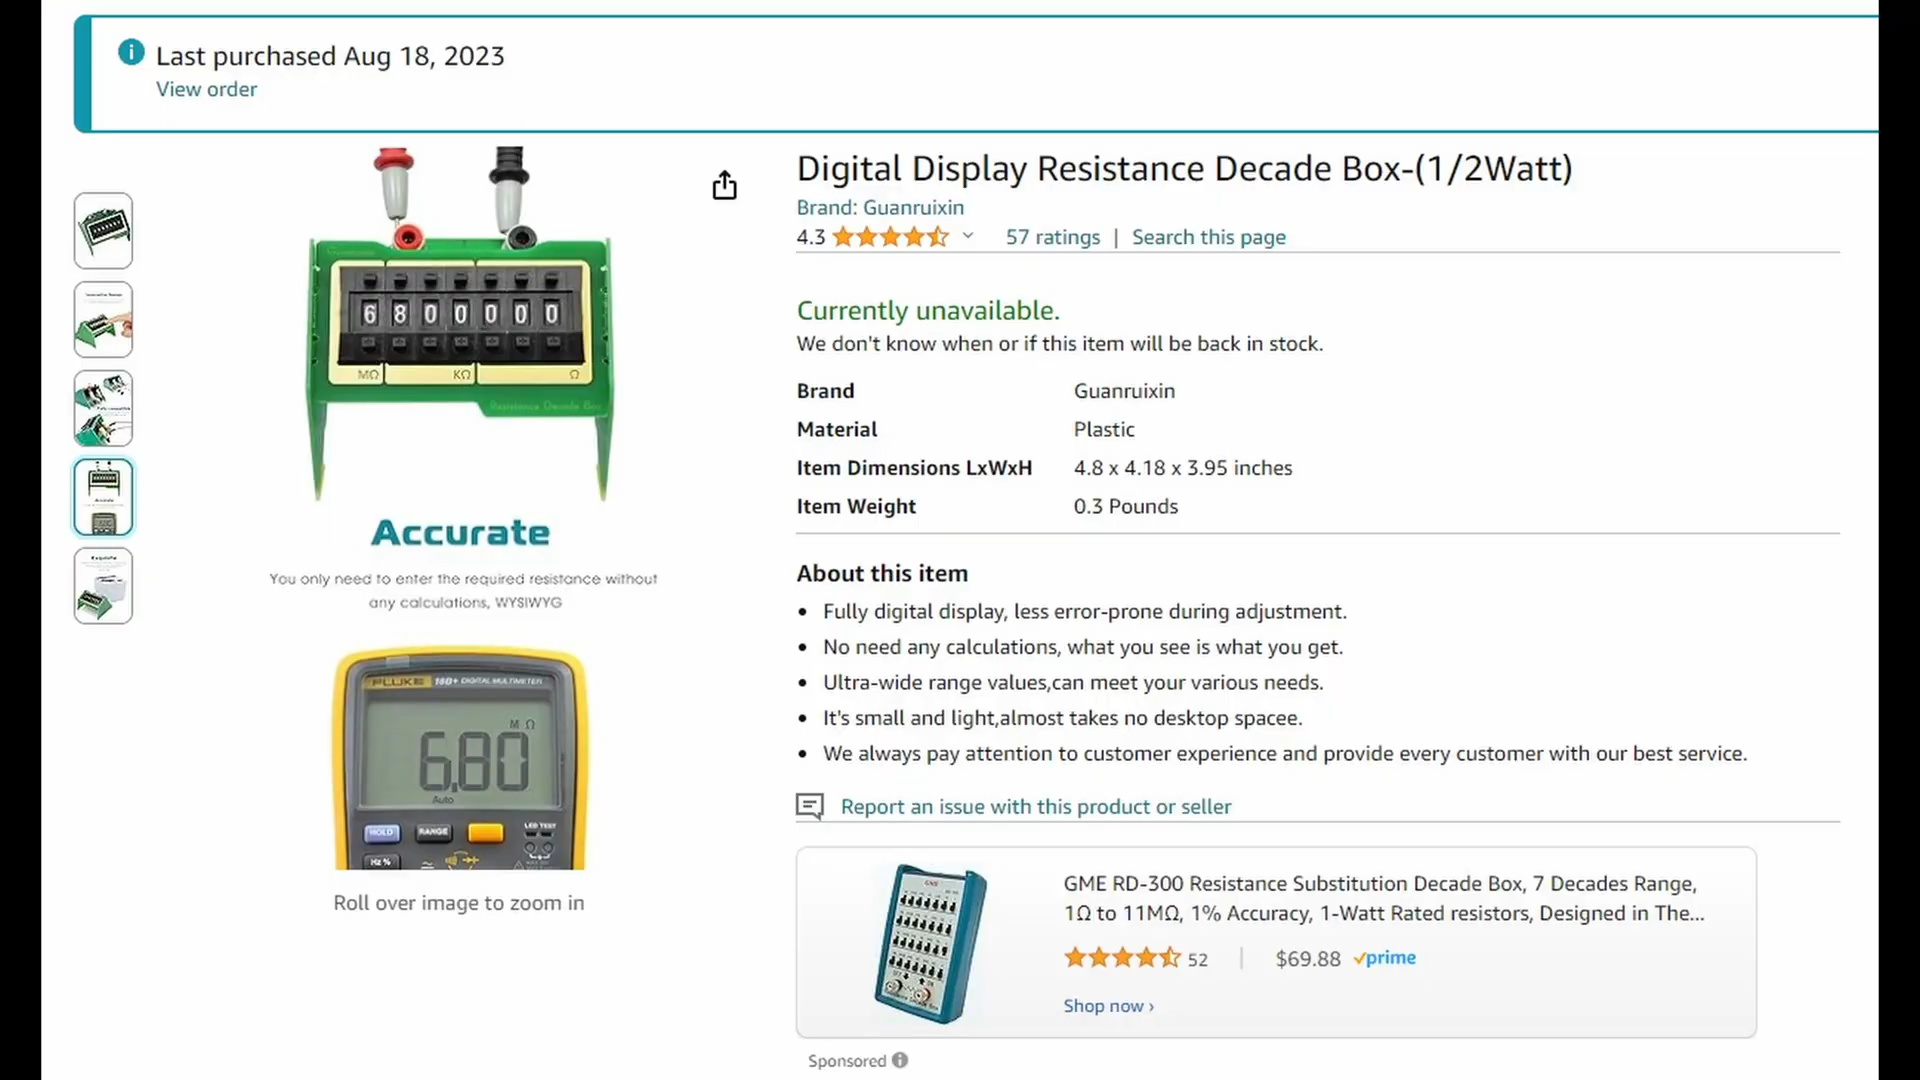 Last purchased Aug 18, 2023
View order
Digital Display Resistance Decade Box-(1/2Watt)
Brand: Guanruixin
4.3
57 ratings | Search this page
Currently unavailable.
We don't know when or if this item will be back in stock.
Brand Guanruixin
Material Plastic
Item Dimensions LxWxH 4.8 x 4.18 x 3.95 inches
Item Weight 0.3 Pounds
About this item
• Fully digital display, less error-prone during adjustment.
• No need any calculations, what you see is what you get.
• Ultra-wide range values,can meet your various needs.
• It's small and light,almost takes no desktop spacee.
• We always pay attention to customer experience and provide every customer with our best service.
Report an issue with this product or seller
GME RD-300 Resistance Substitution Decade Box, 7 Decades Range,
1Ω to 11MΩ, 1% Accuracy, 1-Watt Rated resistors, Designed in The...
52 | $69.88 prime
Shop now ›
Sponsored
6 8 0 0 0 0 0
MΩ KΩ Ω
Resistance Decade Box
Accurate
You only need to enter the required resistance without
any calculations, WYSIWYG
FLUKE 18B+ DIGITAL MULTIMETER
M Ω
6.80
Auto
HOLD RANGE LED TEST
Hz %
Roll over image to zoom in